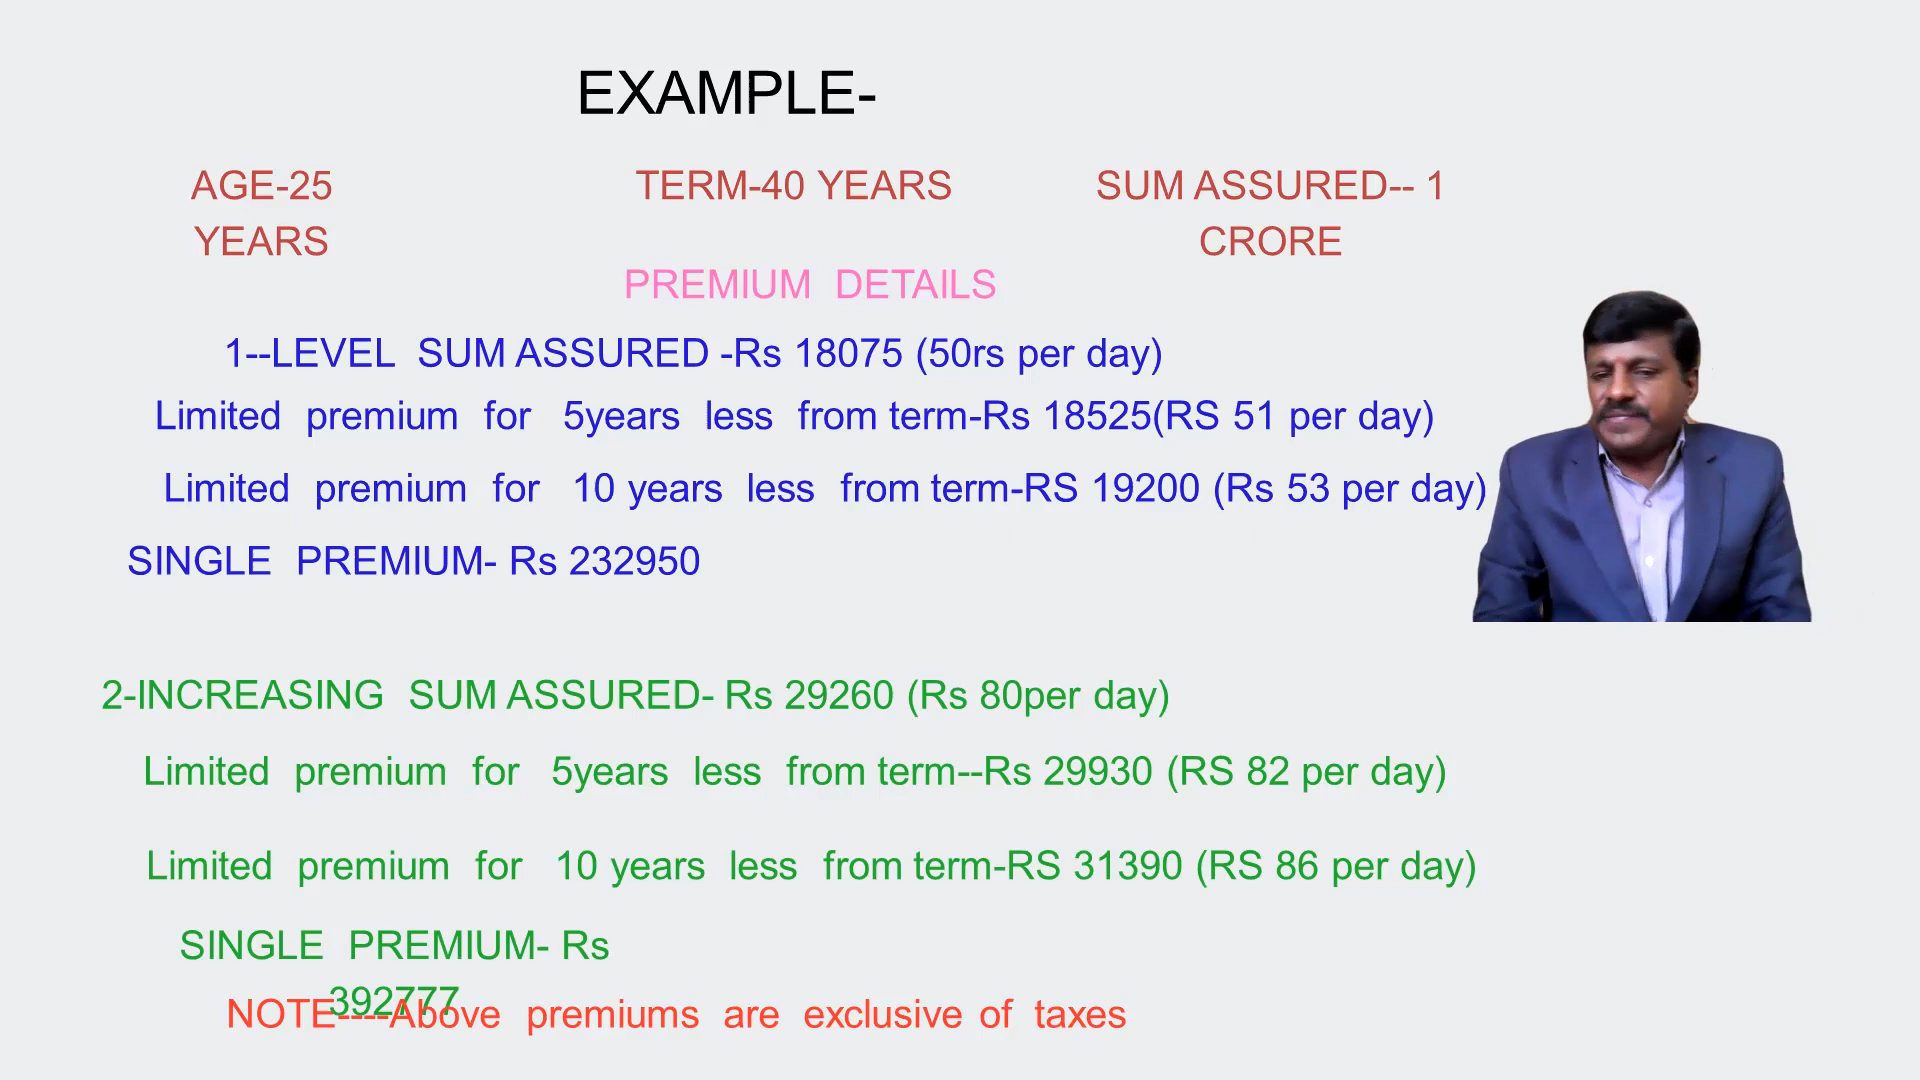 EXAMPLE-
AGE-25
YEARS
TERM-40 YEARS
SUM ASSURED-- 1
CRORE
PREMIUM DETAILS
1--LEVEL SUM ASSURED -Rs 18075 (50rs per day)
Limited premium for 5years less from term-Rs 18525(RS 51 per day)
Limited premium for 10 years less from term-RS 19200 (Rs 53 per day)
SINGLE PREMIUM- Rs 232950
2-INCREASING SUM ASSURED- Rs 29260 (Rs 80per day)
Limited premium for 5years less from term--Rs 29930 (RS 82 per day)
Limited premium for 10 years less from term-RS 31390 (RS 86 per day)
SINGLE PREMIUM- Rs
392777
NOTE----Above premiums are exclusive of taxes